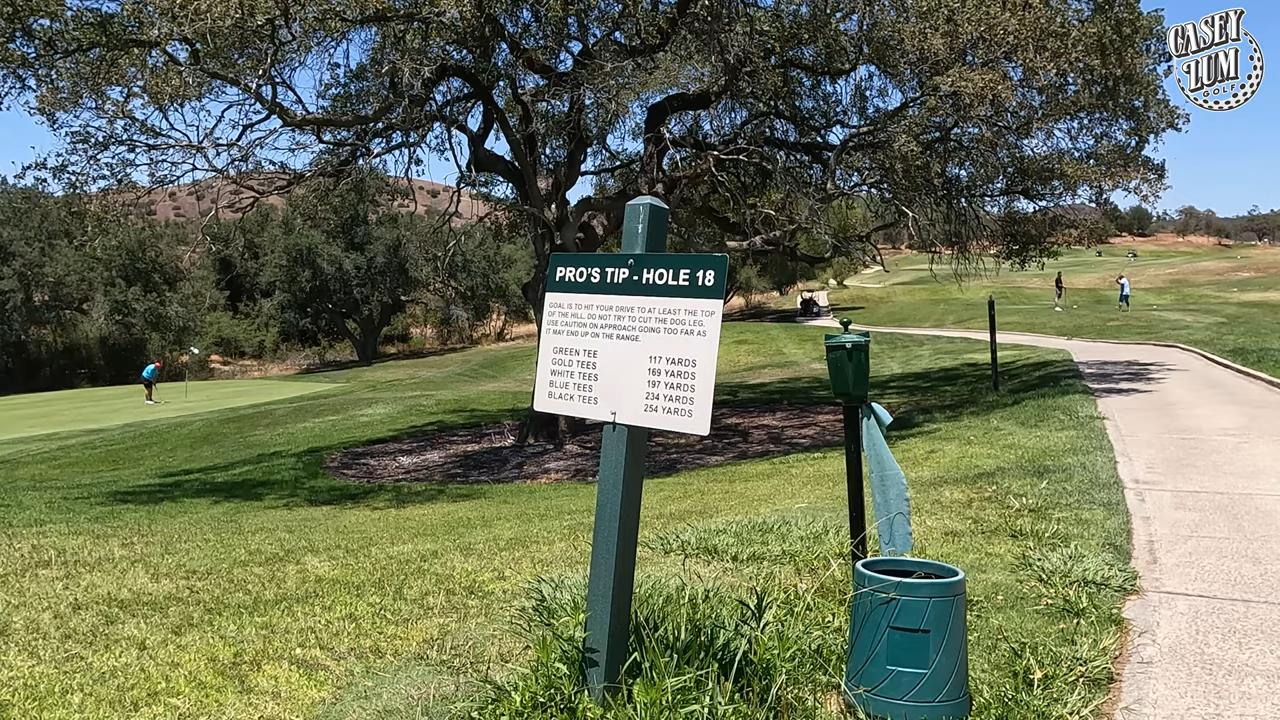 CASEY
LUM
GOLF
PRO'S TIP - HOLE 18
GOAL IS TO HIT YOUR DRIVE TO AT LEAST THE TOP
OF THE HILL. DO NOT TRY TO CUT THE DOG LEG.
USE CAUTION ON APPROACH GOING TOO FAR AS
IT MAY END UP ON THE RANGE.
GREEN TEE 117 YARDS
GOLD TEES 169 YARDS
WHITE TEES 197 YARDS
BLUE TEES 234 YARDS
BLACK TEES 254 YARDS